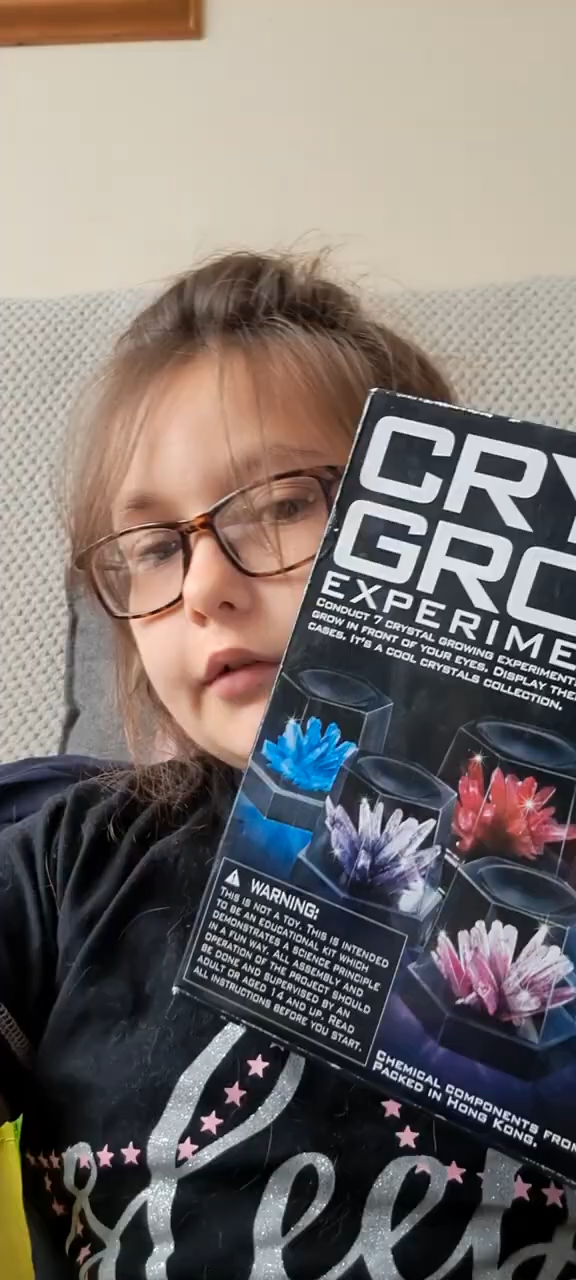 CRY
GRO
EXPERIME
CONDUCT 7 CRYSTAL GROWING EXPERIMENT
GROW IN FRONT OF YOUR EYES. DISPLAY THE
CASES. IT'S A COOL CRYSTALS COLLECTION.
WARNING:
THIS IS NOT A TOY. THIS IS INTENDED
TO BE AN EDUCATIONAL KIT WHICH
DEMONSTRATES A SCIENCE PRINCIPLE
IN A FUN WAY. ALL ASSEMBLY AND
OPERATION OF THE PROJECT SHOULD
BE DONE AND SUPERVISED BY AN
ADULT OR AGED 14 AND UP. READ
ALL INSTRUCTIONS BEFORE YOU START.
CHEMICAL COMPONENTS FROM
PACKED IN HONG KONG,